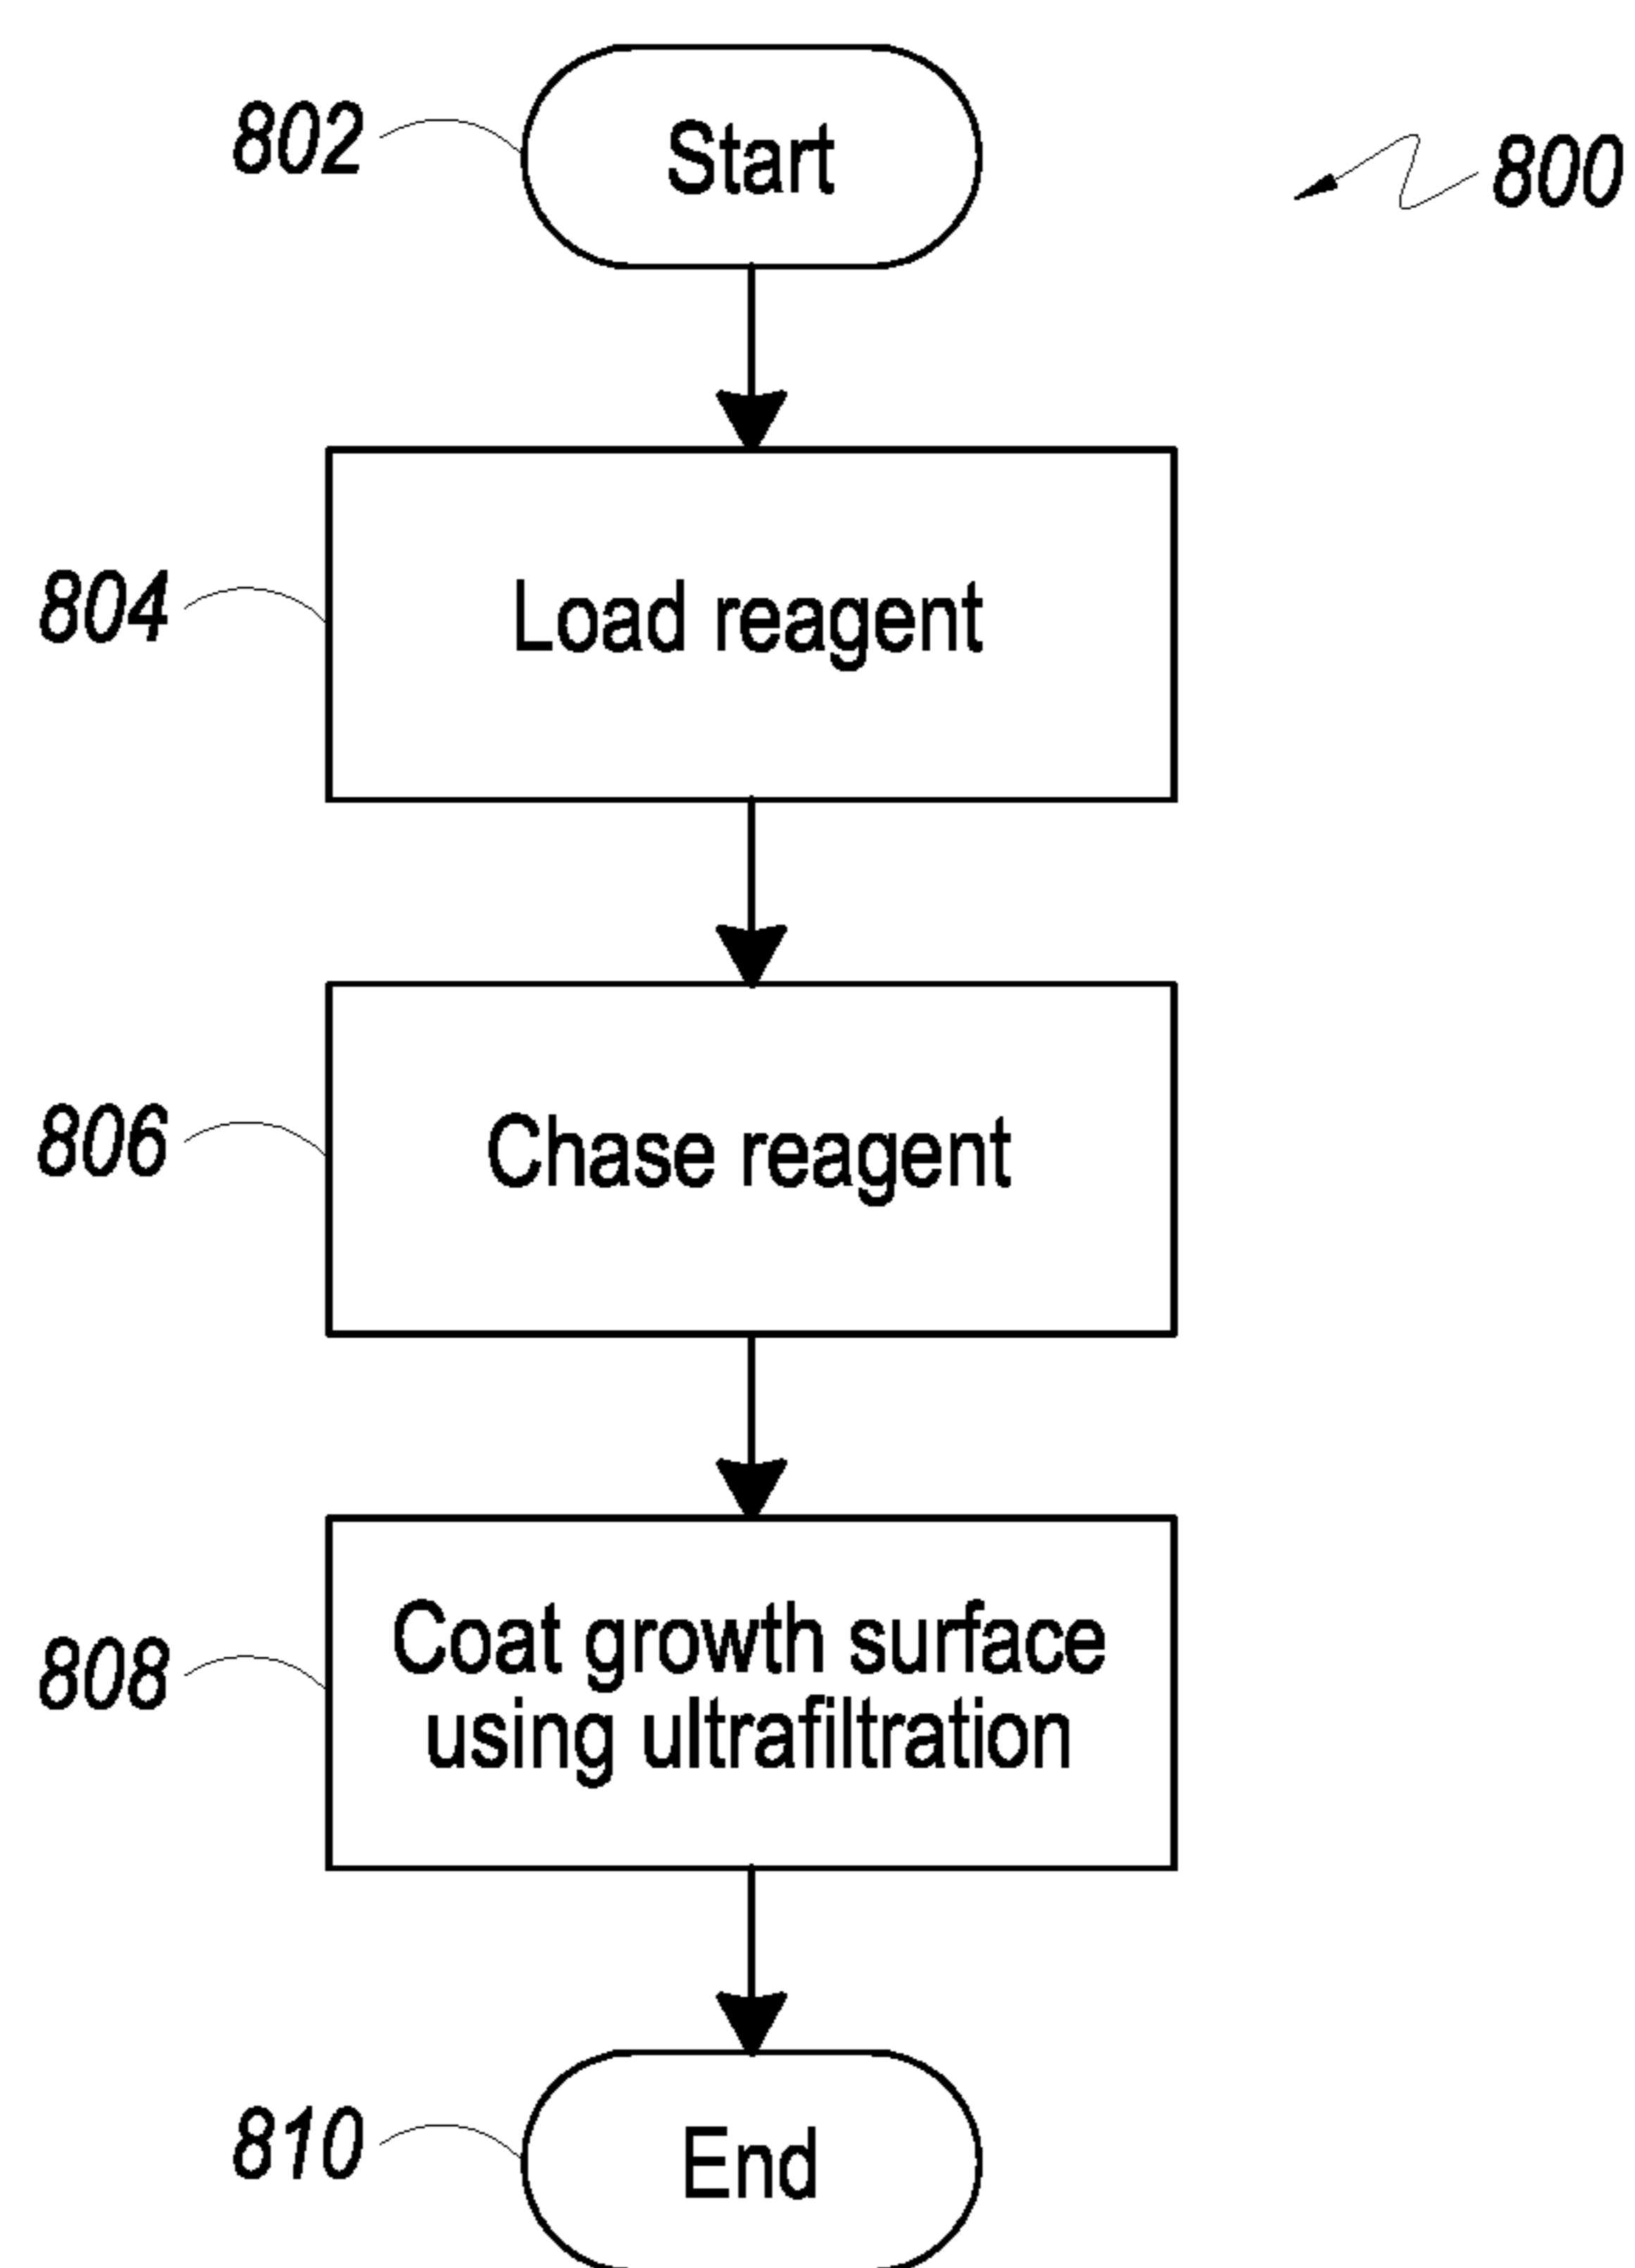 802
Start
800
804
Load reagent
806
Chase reagent
808
Coat growth surface
using ultrafiltration
810
End